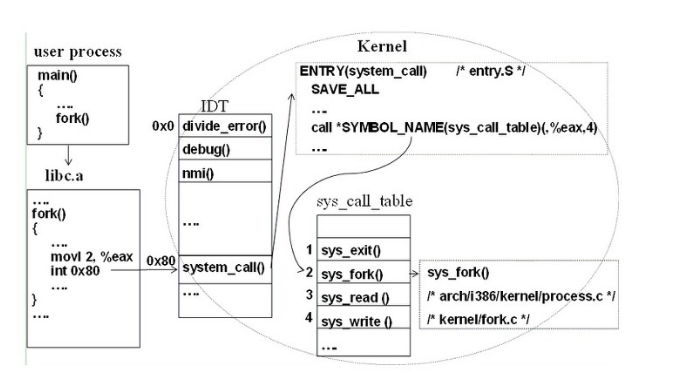 user process
main()
{
....
fork()
}
libc.a
....
fork()
{
....
movl 2, %eax
int 0x80
....
}
....
IDT
0x0 divide_error()
debug()
nmi()
....
0x80 system_call()
....
Kernel
ENTRY(system_call) /* entry.S */
SAVE_ALL
....
call *SYMBOL_NAME(sys_call_table)(,%eax,4)
....
sys_call_table
1 sys_exit()
2 sys_fork()
3 sys_read ()
4 sys_write ()
....
sys_fork()
/* arch/i386/kernel/process.c */
/* kernel/fork.c */